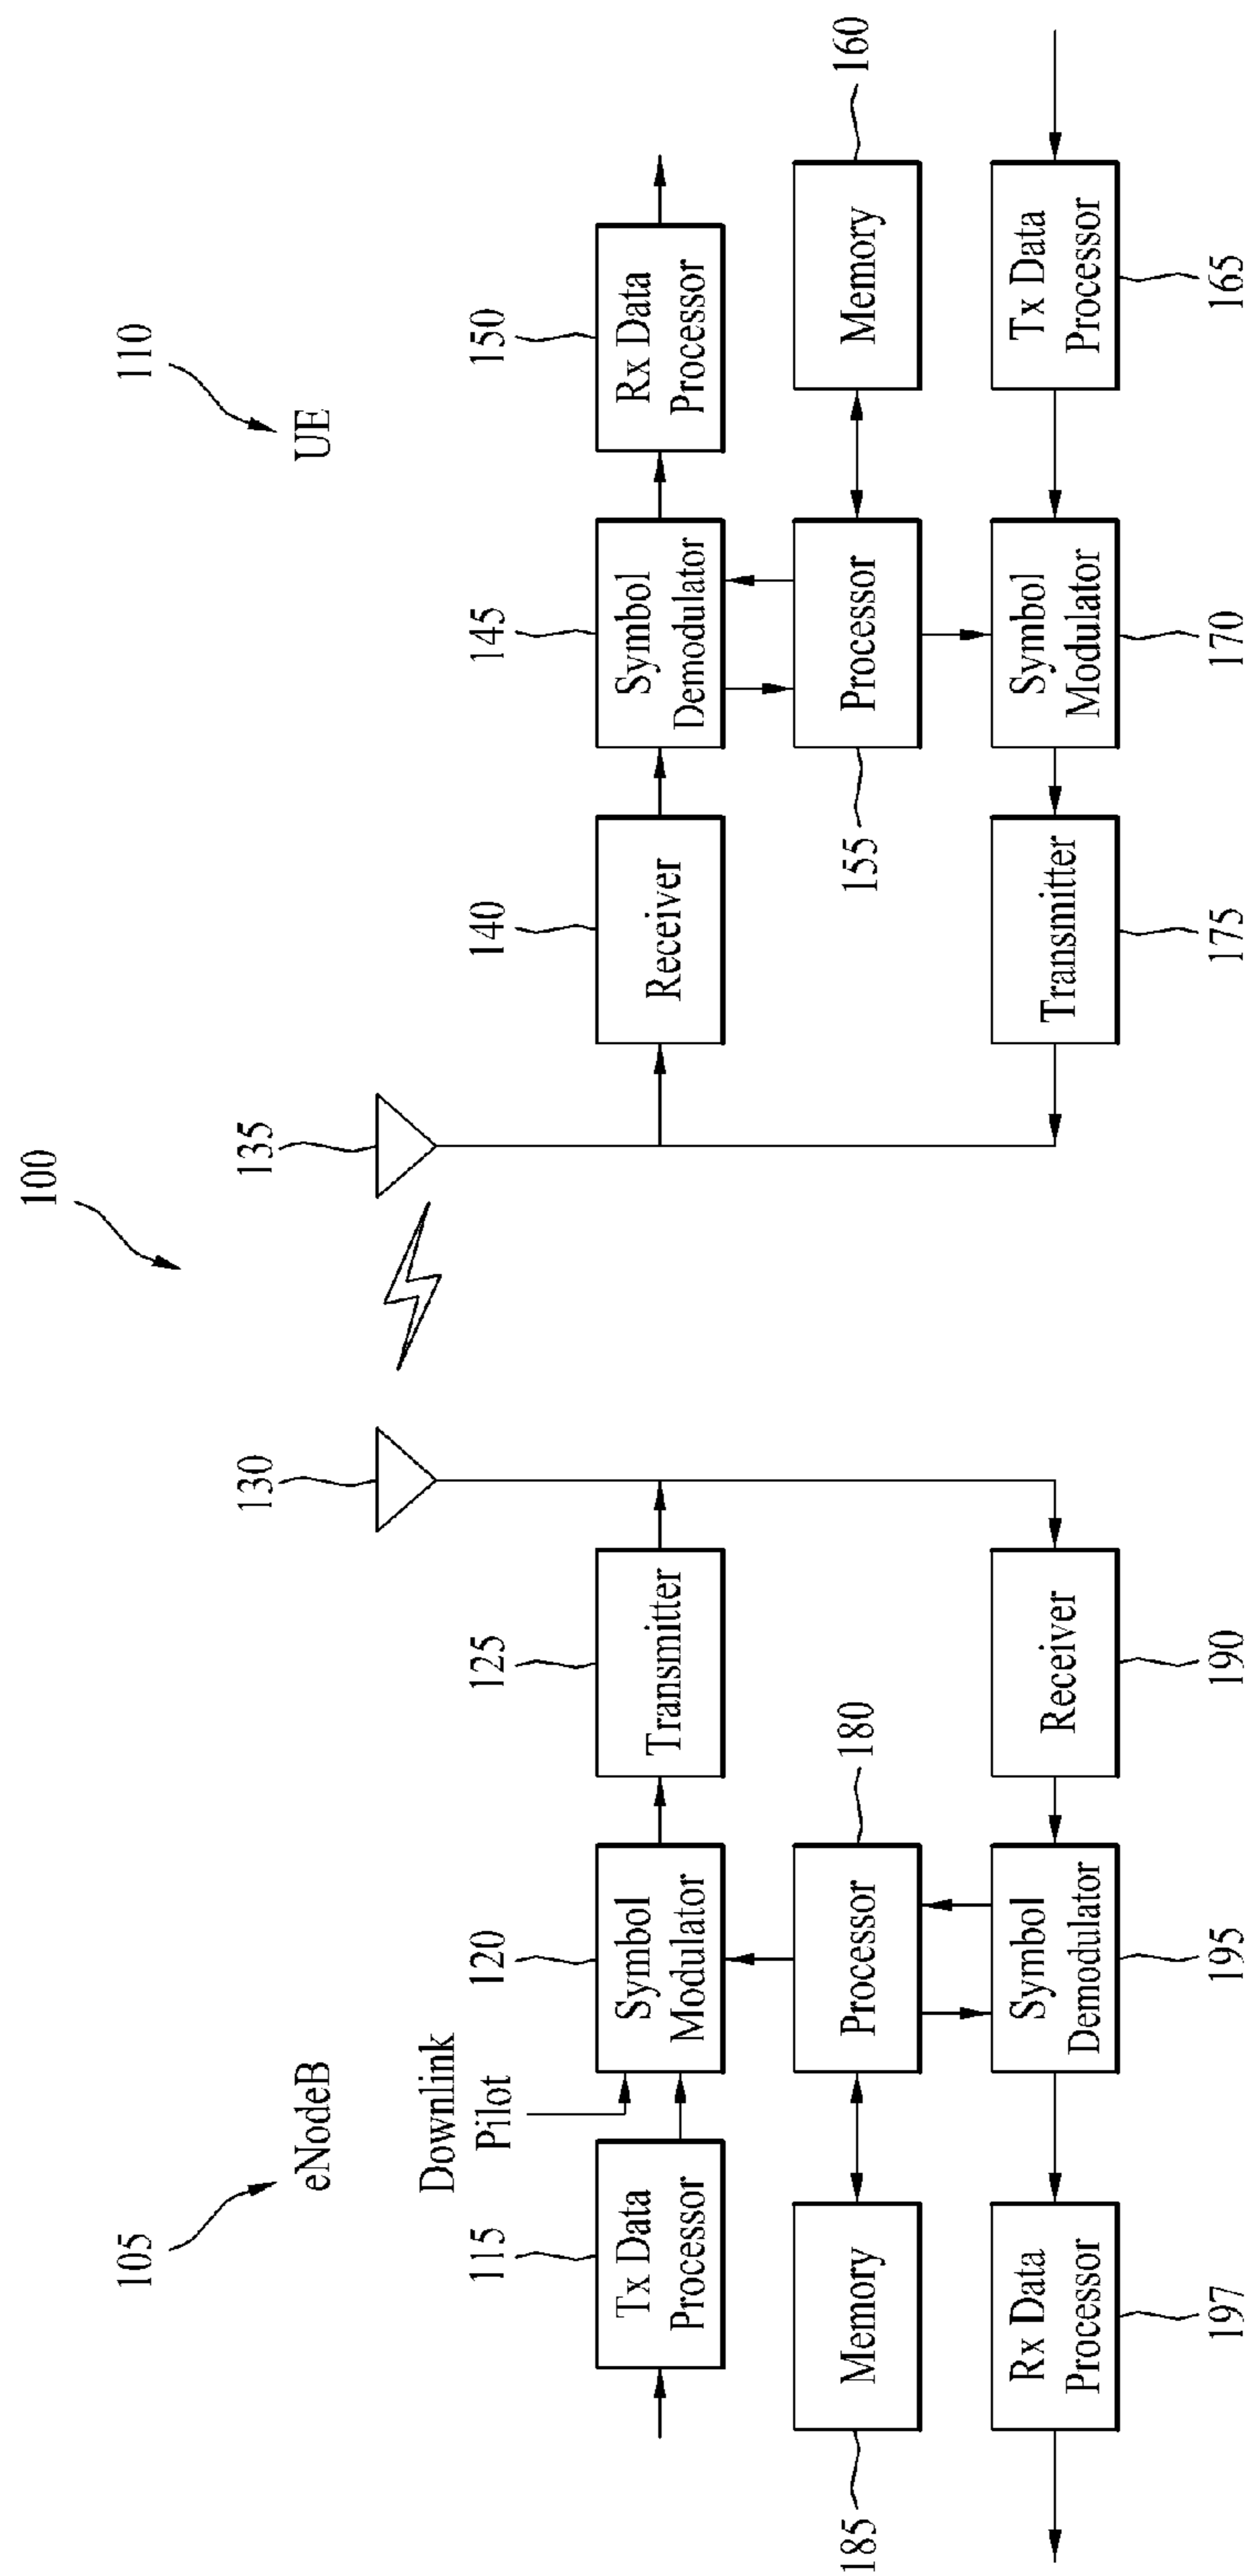 100
105
eNodeB
110
UE
130
135
Downlink
Pilot
115
Tx Data
Processor
120
Symbol
Modulator
125
Transmitter
140
Receiver
145
Symbol
Demodulator
150
Rx Data
Processor
185
Memory
180
Processor
155
Processor
160
Memory
197
Rx Data
Processor
195
Symbol
Demodulator
190
Receiver
175
Transmitter
170
Symbol
Modulator
165
Tx Data
Processor